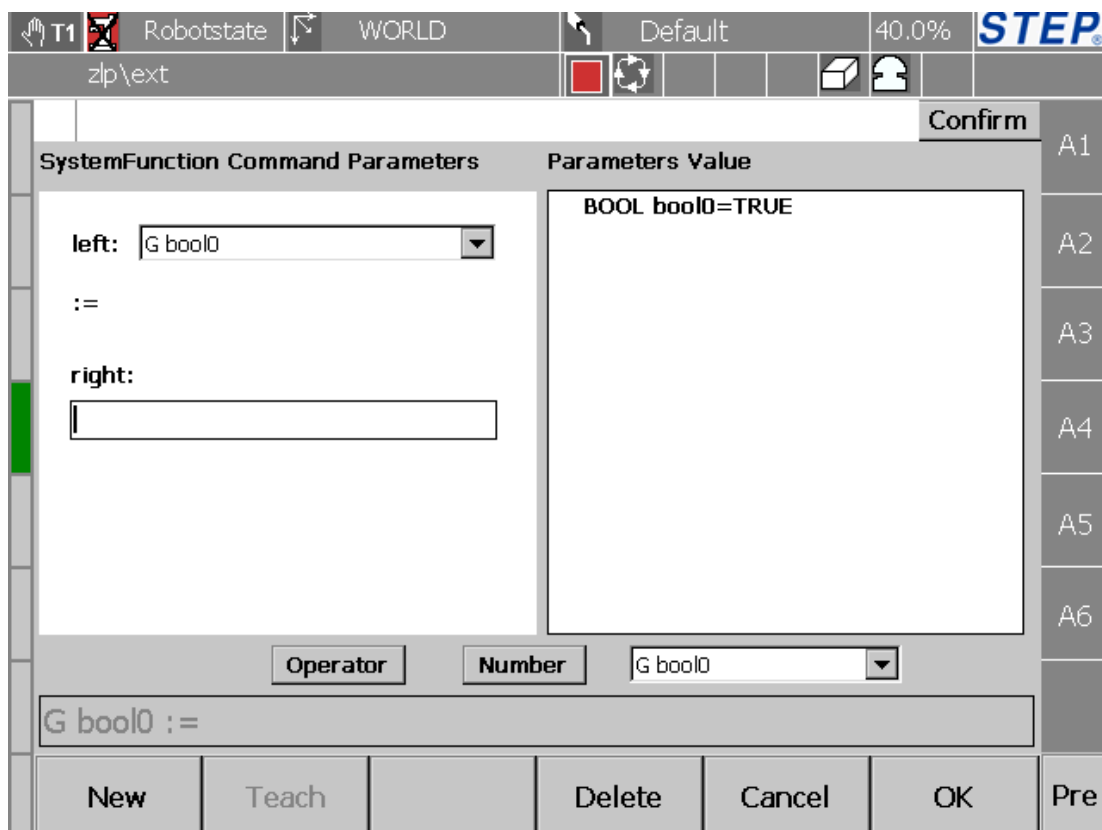 T1 Robotstate WORLD Default 40.0% STEP®
zlp\ext
Confirm
SystemFunction Command Parameters
Parameters Value
left: G bool0
:=
right:
BOOL bool0=TRUE
A1
A2
A3
A4
A5
A6
Operator Number G bool0
G bool0 :=
New Teach Delete Cancel OK Pre